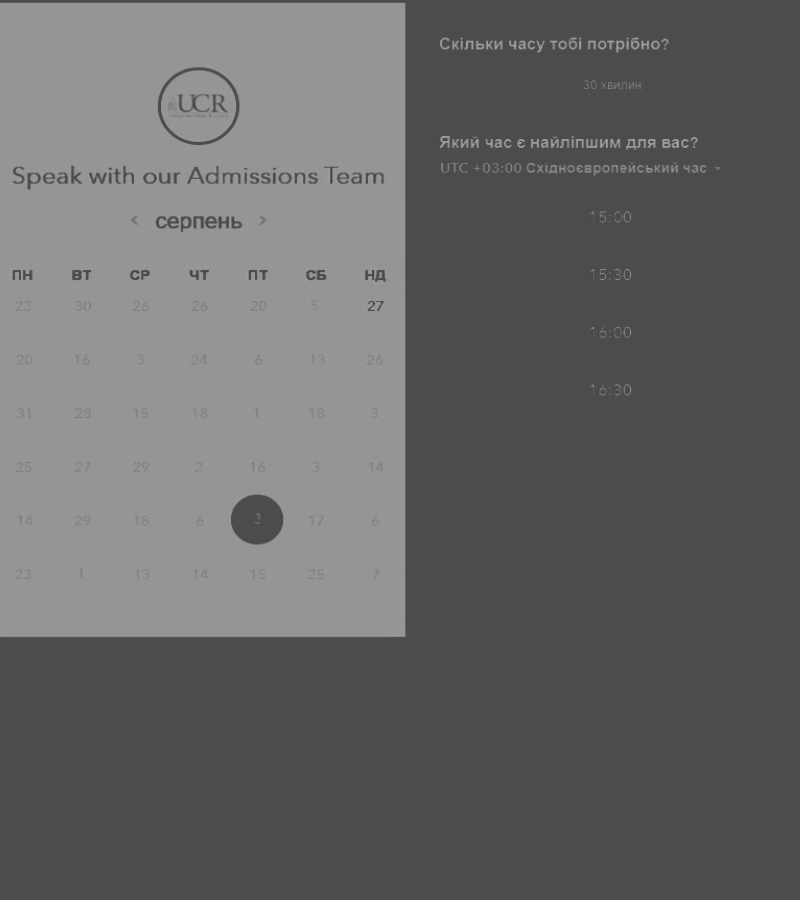 UCR
Speak with our Admissions Team
серпень
ПН ВТ СР ЧТ ПТ СБ НД
23 30 26 26 20 5 27
20 16 3 24 6 13 26
31 28 15 18 1 18 3
25 27 29 2 16 3 14
14 29 18 6 3 17 6
23 1 13 14 15 25 7
Скільки часу тобі потрібно?
30 хвилин
Який час є найліпшим для вас?
UTC +03:00 Східноєвропейський час
15:00
15:30
16:00
16:30